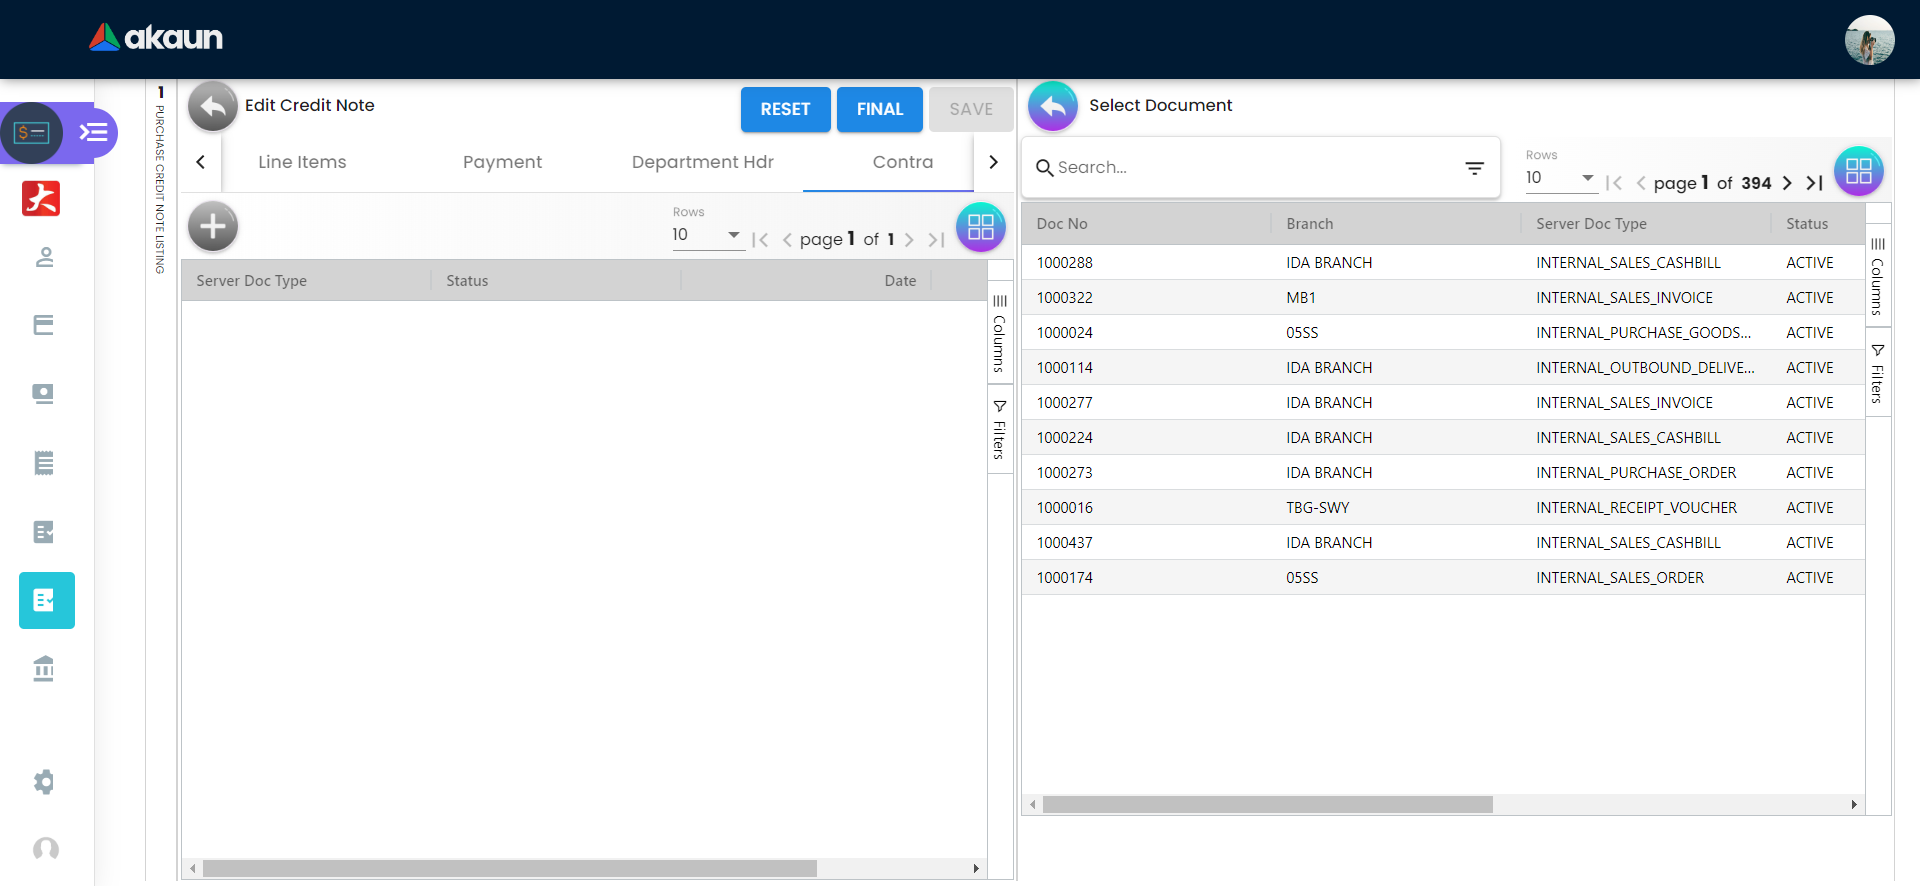 akaun
1
PURCHASE CREDIT NOTE LISTING
Edit Credit Note
RESET
FINAL
SAVE
Line Items
Payment
Department Hdr
Contra
Rows
10
page 1 of 1
Server Doc Type
Status
Date
Columns
Filters
Select Document
Search...
Rows
10
page 1 of 394
Doc No Branch Server Doc Type Status
1000288 IDA BRANCH INTERNAL_SALES_CASHBILL ACTIVE
1000322 MB1 INTERNAL_SALES_INVOICE ACTIVE
1000024 05SS INTERNAL_PURCHASE_GOODS... ACTIVE
1000114 IDA BRANCH INTERNAL_OUTBOUND_DELIVE... ACTIVE
1000277 IDA BRANCH INTERNAL_SALES_INVOICE ACTIVE
1000224 IDA BRANCH INTERNAL_SALES_CASHBILL ACTIVE
1000273 IDA BRANCH INTERNAL_PURCHASE_ORDER ACTIVE
1000016 TBG-SWY INTERNAL_RECEIPT_VOUCHER ACTIVE
1000437 IDA BRANCH INTERNAL_SALES_CASHBILL ACTIVE
1000174 05SS INTERNAL_SALES_ORDER ACTIVE
Columns
Filters